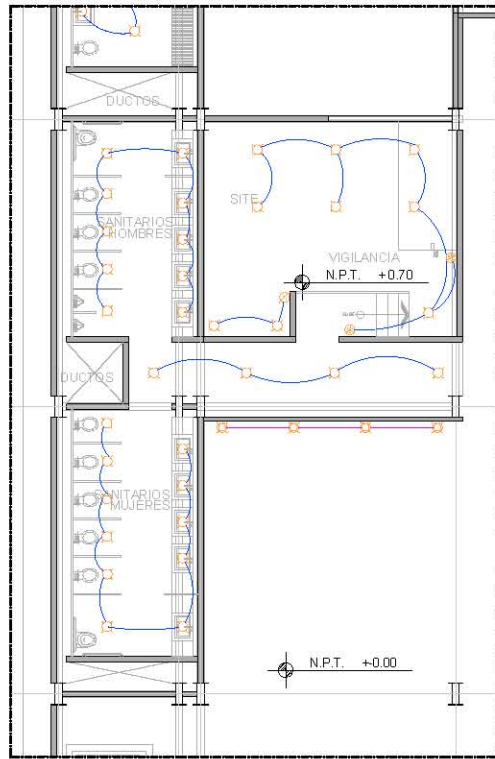 DUCTOS
SITE
SANITARIOS
HOMBRES
VIGILANCIA
N.P.T. +0.70
DUCTOS
SANITARIOS
MUJERES
N.P.T. +-0.00